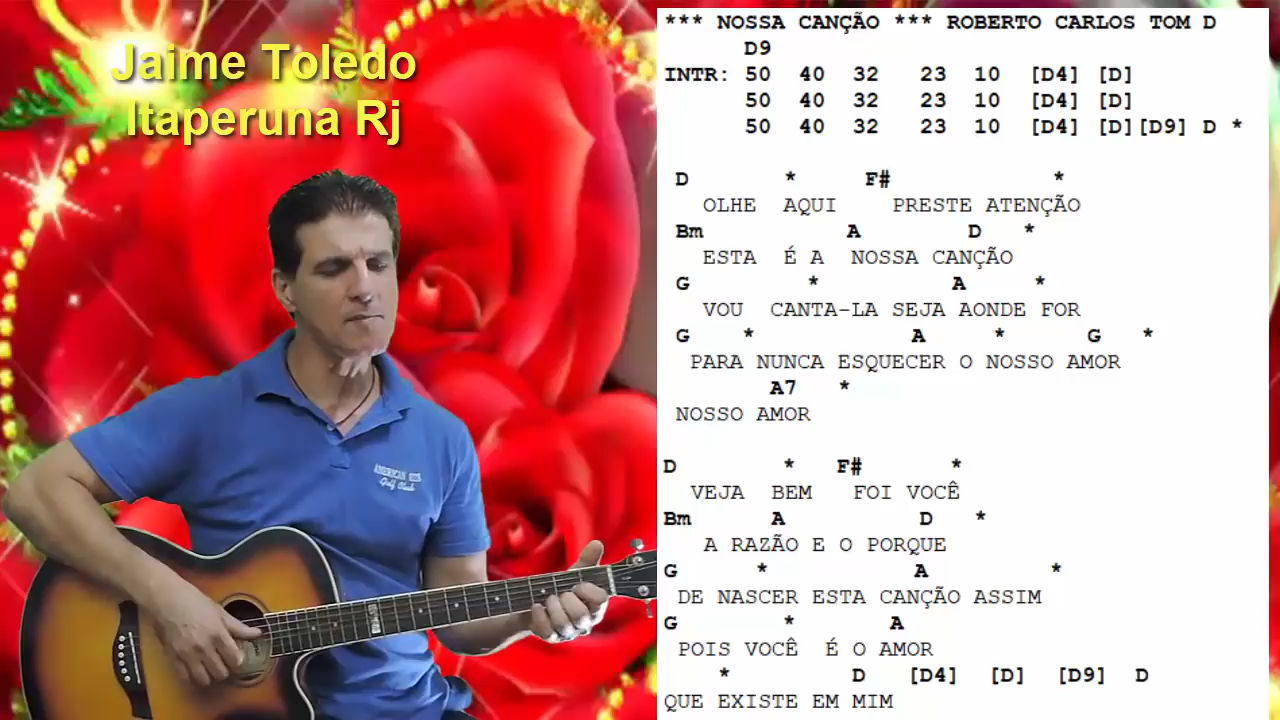 Jaime Toledo
Itaperuna Rj
*** NOSSA CANÇÃO *** ROBERTO CARLOS TOM D
D9
INTR: 50 40 32 23 10 [D4] [D]
50 40 32 23 10 [D4] [D]
50 40 32 23 10 [D4] [D][D9] D *
D * F# *
OLHE AQUI PRESTE ATENÇÃO
Bm A D *
ESTA É A NOSSA CANÇÃO
G * A *
VOU CANTA-LA SEJA AONDE FOR
G * A * G *
PARA NUNCA ESQUECER O NOSSO AMOR
A7 *
NOSSO AMOR
D * F# *
VEJA BEM FOI VOCÊ
Bm A D *
A RAZÃO E O PORQUE
G * A *
DE NASCER ESTA CANÇÃO ASSIM
G * A
POIS VOCÊ É O AMOR
* D [D4] [D] [D9] D
QUE EXISTE EM MIM
Golf Club